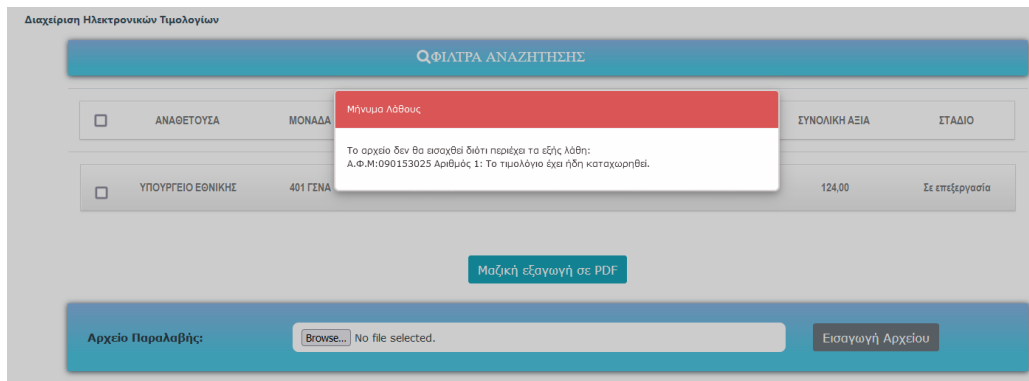 Διαχείριση Ηλεκτρονικών Τιμολογίων
ΦΙΛΤΡΑ ΑΝΑΖΗΤΗΣΗΣ
Μήνυμα Λάθους
ΑΝΑΘΕΤΟΥΣΑ ΜΟΝΑΔΑ ΣΥΝΟΛΙΚΗ ΑΞΙΑ ΣΤΑΔΙΟ
Το αρχείο δεν θα εισαχθεί διότι περιέχει τα εξής λάθη:
Α.Φ.Μ:090153025 Αριθμός 1: Το τιμολόγιο έχει ήδη καταχωρηθεί.
ΥΠΟΥΡΓΕΙΟ ΕΘΝΙΚΗΣ 401 ΓΣΝΑ 124,00 Σε επεξεργασία
Μαζική εξαγωγή σε PDF
Αρχείο Παραλαβής: Browse... No file selected. Εισαγωγή Αρχείου